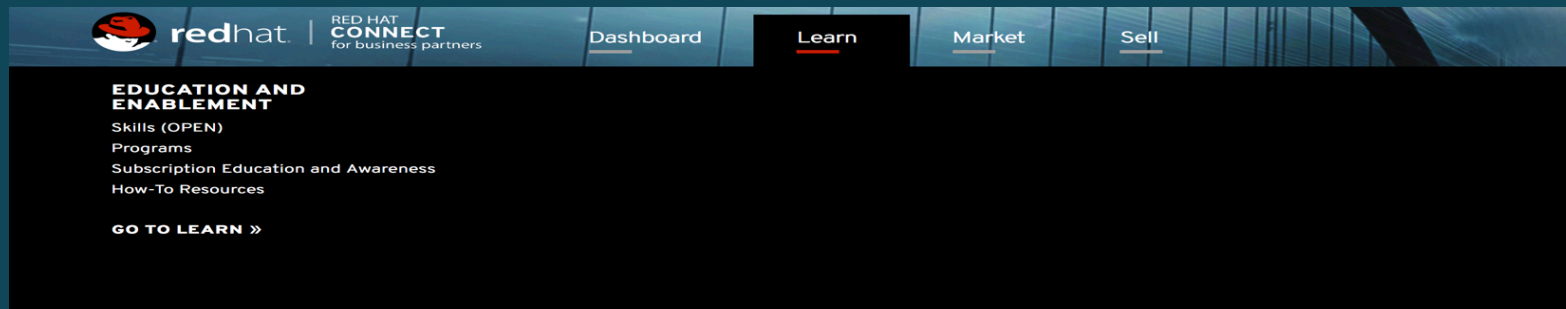 redhat.
RED HAT
CONNECT
for business partners
Dashboard
Learn
Market
Sell
EDUCATION AND
ENABLEMENT
Skills (OPEN)
Programs
Subscription Education and Awareness
How-To Resources
GO TO LEARN »